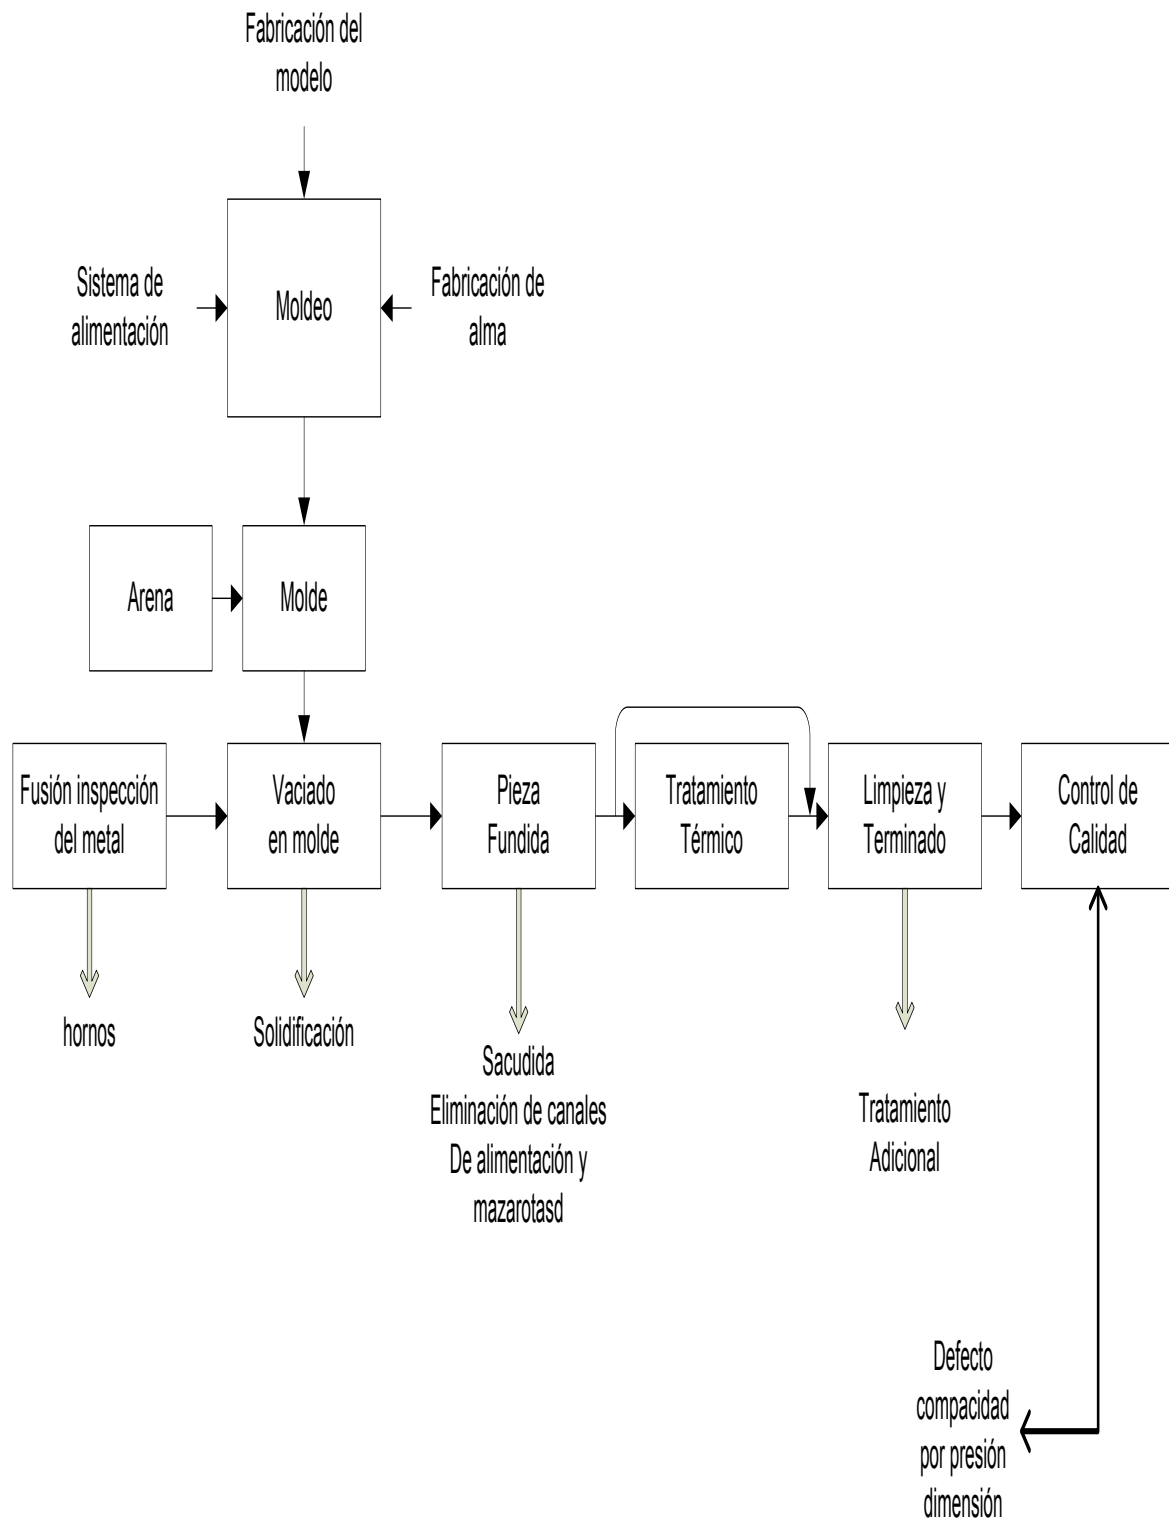 Fabricación del
modelo
Sistema de
alimentación
Moldeo
Fabricación de
alma
Arena
Molde
Fusión inspección
del metal
Vaciado
en molde
Pieza
Fundida
Tratamiento
Térmico
Limpieza y
Terminado
Control de
Calidad
hornos
Solidificación
Sacudida
Eliminación de canales
De alimentación y
mazarotasd
Tratamiento
Adicional
Defecto
compacidad
por presión
dimensión